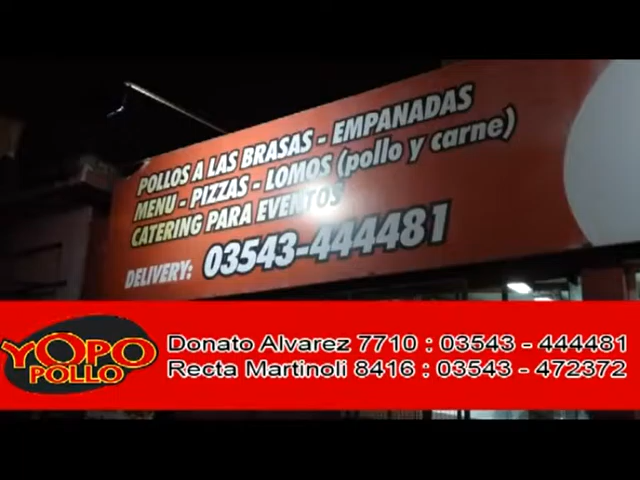 POLLOS A LAS BRASAS - EMPANADAS
MENU - PIZZAS - LOMOS (pollo y carne)
CATERING PARA EVENTOS
DELIVERY: 03543-444481
YOPO
POLLO
Donato Alvarez 7710 : 03543 - 444481
Recta Martinoli 8416 : 03543 - 472372